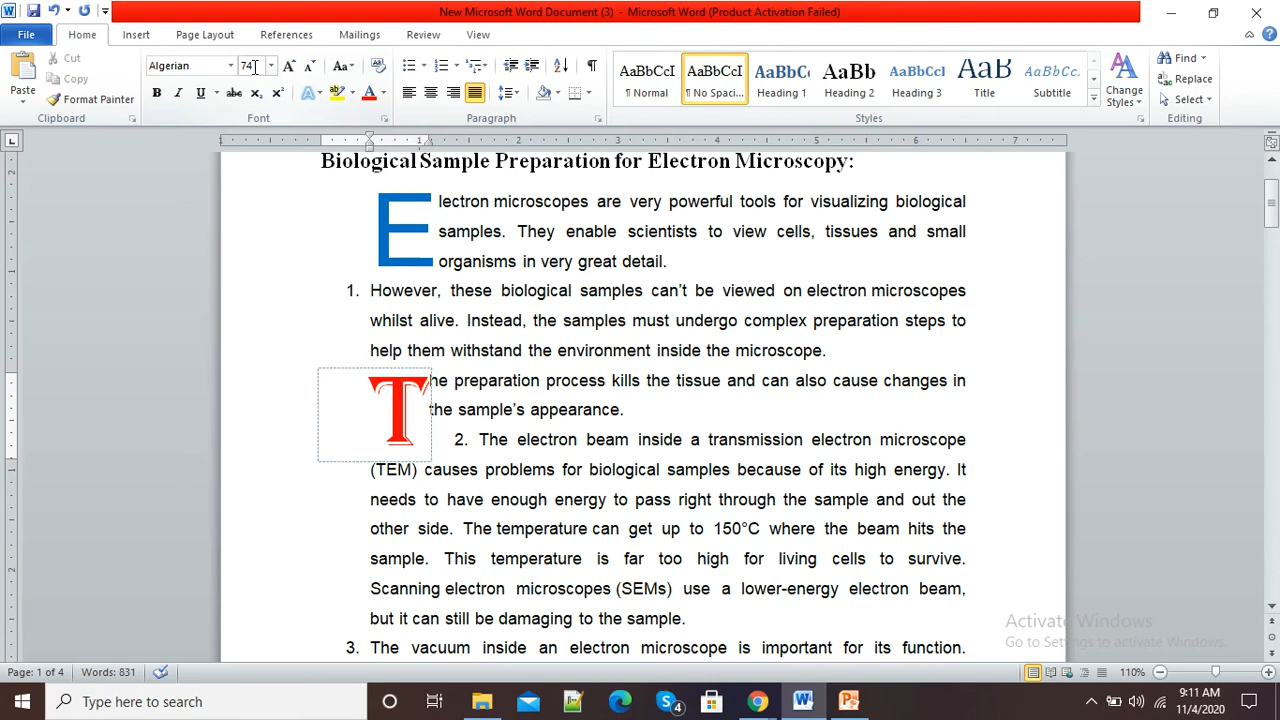 New Microsoft Word Document (3) - Microsoft Word (Product Activation Failed)
File Home Insert Page Layout References Mailings Review View
Paste
Cut
Copy
Format Painter
Clipboard
Algerian 74
Font
Paragraph
AaBbCcI AaBbCcI AaBbCc AaBb AaBbCcI AaB AaBbCc.
¶ Normal ¶ No Spaci... Heading 1 Heading 2 Heading 3 Title Subtitle
Change
Styles
Styles
Find
Replace
Select
Editing
Biological Sample Preparation for Electron Microscopy:
Electron microscopes are very powerful tools for visualizing biological
samples. They enable scientists to view cells, tissues and small
organisms in very great detail.
1. However, these biological samples can’t be viewed on electron microscopes
whilst alive. Instead, the samples must undergo complex preparation steps to
help them withstand the environment inside the microscope.
The preparation process kills the tissue and can also cause changes in
the sample’s appearance.
2. The electron beam inside a transmission electron microscope
(TEM) causes problems for biological samples because of its high energy. It
needs to have enough energy to pass right through the sample and out the
other side. The temperature can get up to 150°C where the beam hits the
sample. This temperature is far too high for living cells to survive.
Scanning electron microscopes (SEMs) use a lower-energy electron beam,
but it can still be damaging to the sample.
3. The vacuum inside an electron microscope is important for its function.
Activate Windows
Go to Settings to activate Windows.
Page: 1 of 4 Words: 831 110%
Type here to search
9:11 AM
11/4/2020